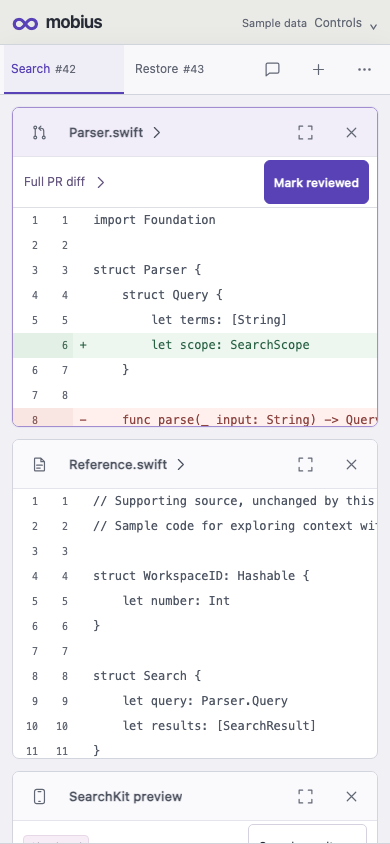 mobius
Sample data Controls
Search #42
Restore #43
Parser.swift
Full PR diff
Mark reviewed
1 1 import Foundation
2 2
3 3 struct Parser {
4 4 struct Query {
5 5 let terms: [String]
6 + let scope: SearchScope
6 7 }
7 8
8 - func parse(_ input: String) -> Query
Reference.swift
1 1 // Supporting source, unchanged by this
2 2 // Sample code for exploring context
3 3
4 4 struct WorkspaceID: Hashable {
5 5 let number: Int
6 6 }
7 7
8 8 struct Search {
9 9 let query: Parser.Query
10 10 let results: [SearchResult]
11 11 }
SearchKit preview